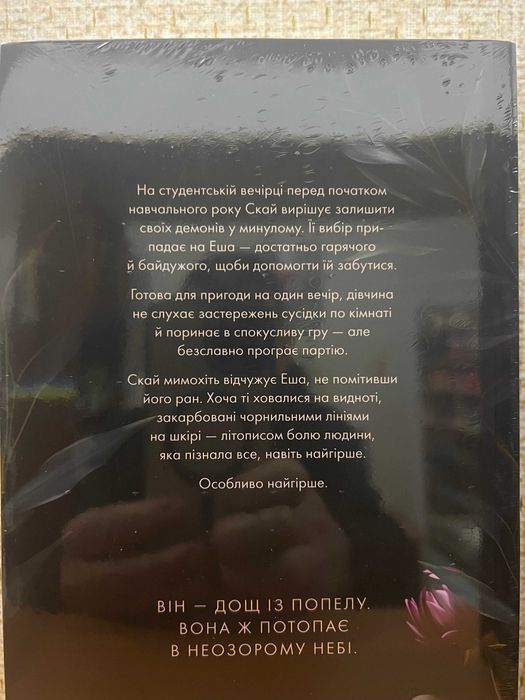 На студентській вечірці перед початком
навчального року Скай вирішує залишити
своїх демонів у минулому. Її вибір при-
падає на Еша — достатньо гарячого
й байдужого, щоби допомогти їй забутися.
Готова для пригоди на один вечір, дівчина
не слухає застережень сусідки по кімнаті
й поринає в спокусливу гру — але
безславно програє партію.
Скай мимохіть відчужує Еша, не помітивши
його ран. Хоча ті ховалися на видноті,
закарбовані чорнильними лініями
на шкірі — літописом болю людини,
яка пізнала все, навіть найгірше.
Особливо найгірше.
ВІН — ДОЩ ІЗ ПОПЕЛУ.
ВОНА Ж ПОТОПАЄ
В НЕОЗОРОМУ НЕБІ.